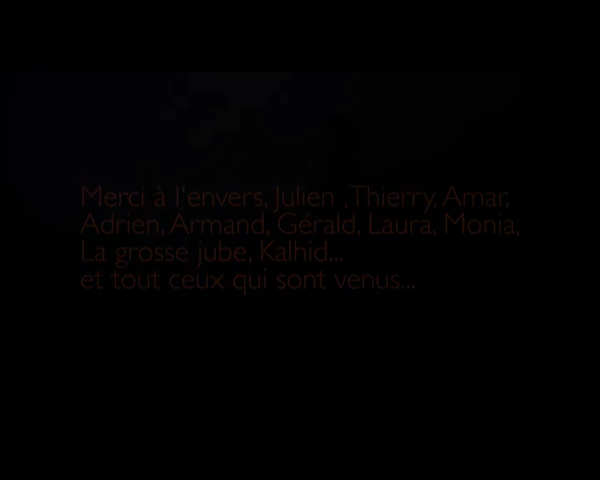 Merci à l'envers, Julien ,Thierry, Amar,
Adrien, Armand, Gérald, Laura, Monia,
La grosse jube, Kalhid...
et tout ceux qui sont venus...